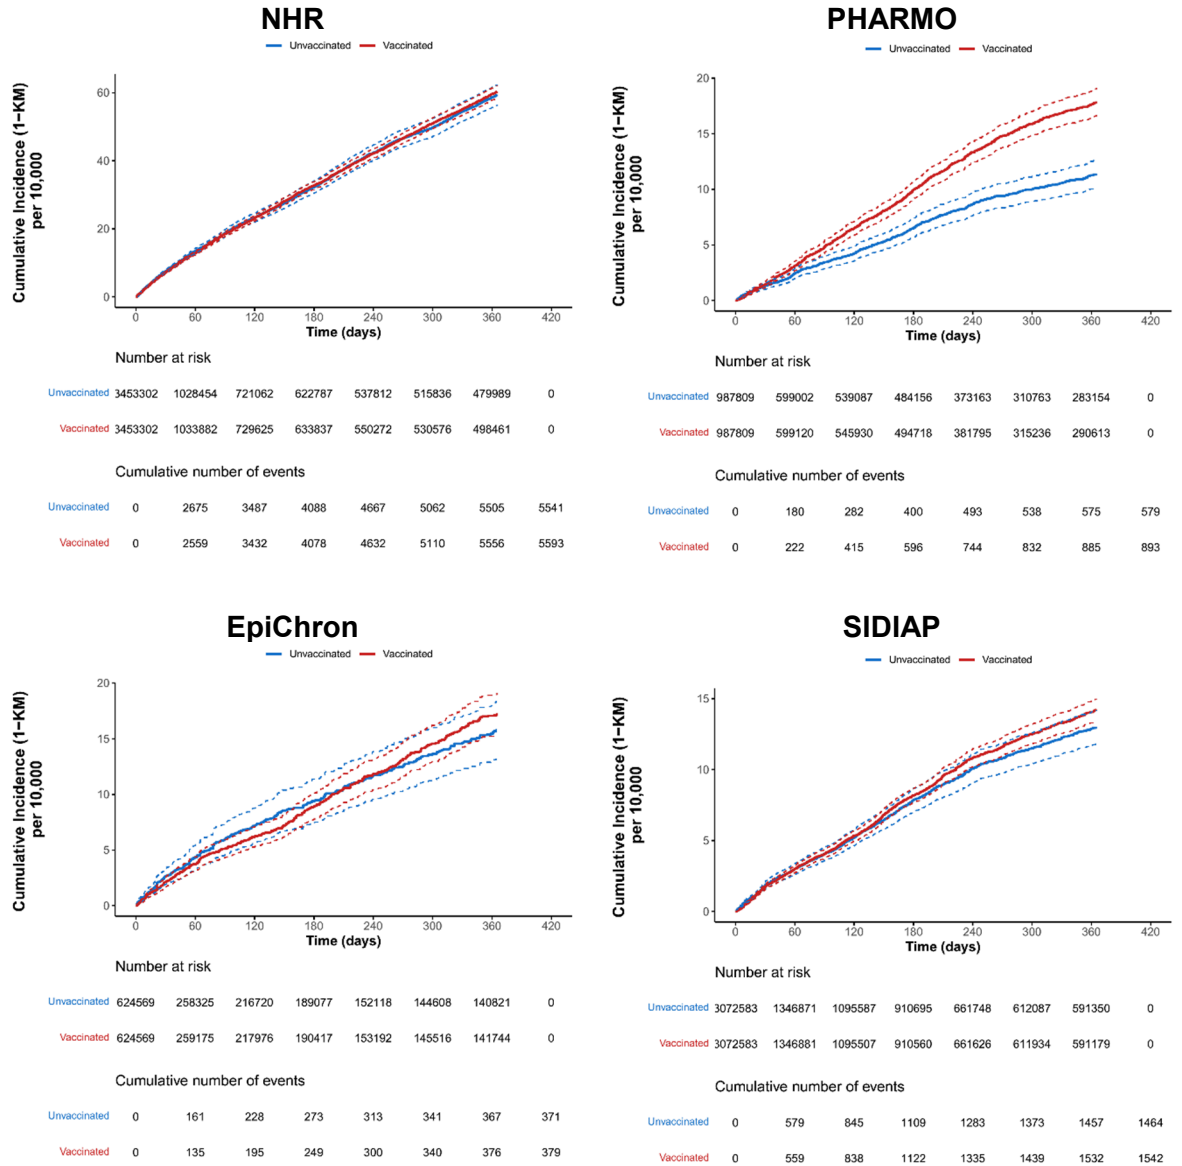 NHR
Unvaccinated Vaccinated
Cumulative Incidence (1−KM)
per 10,000
60
40
20
0
0 60 120 180 240 300 360 420
Time (days)
Number at risk
Unvaccinated 3453302 1028454 721062 622787 537812 515836 479989 0
Vaccinated 3453302 1033882 729625 633837 550272 530576 498461 0
Cumulative number of events
Unvaccinated 0 2675 3487 4088 4667 5062 5505 5541
Vaccinated 0 2559 3432 4078 4632 5110 5556 5593
PHARMO
Unvaccinated Vaccinated
Cumulative Incidence (1−KM)
per 10,000
20
15
10
5
0
0 60 120 180 240 300 360 420
Time (days)
Number at risk
Unvaccinated 987809 599002 539087 484156 373163 310763 283154 0
Vaccinated 987809 599120 545930 494718 381795 315236 290613 0
Cumulative number of events
Unvaccinated 0 180 282 400 493 538 575 579
Vaccinated 0 222 415 596 744 832 885 893
EpiChron
Unvaccinated Vaccinated
Cumulative Incidence (1−KM)
per 10,000
20
15
10
5
0
0 60 120 180 240 300 360 420
Time (days)
Number at risk
Unvaccinated 624569 258325 216720 189077 152118 144608 140821 0
Vaccinated 624569 259175 217976 190417 153192 145516 141744 0
Cumulative number of events
Unvaccinated 0 161 228 273 313 341 367 371
Vaccinated 0 135 195 249 300 340 376 379
SIDIAP
Unvaccinated Vaccinated
Cumulative Incidence (1−KM)
per 10,000
15
10
5
0
0 60 120 180 240 300 360 420
Time (days)
Number at risk
Unvaccinated 3072583 1346871 1095587 910695 661748 612087 591350 0
Vaccinated 3072583 1346881 1095507 910560 661626 611934 591179 0
Cumulative number of events
Unvaccinated 0 579 845 1109 1283 1373 1457 1464
Vaccinated 0 559 838 1122 1335 1439 1532 1542